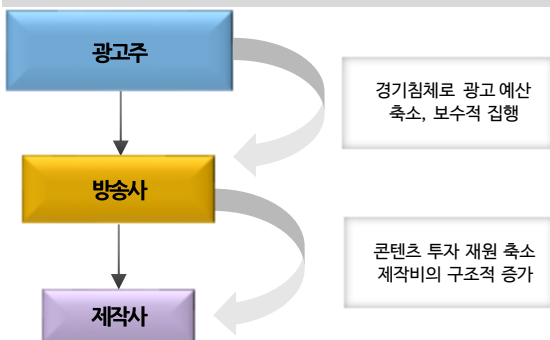 광고주
경기침체로 광고 예산
축소, 보수적 집행
방송사
콘텐츠 투자 재원 축소
제작비의 구조적 증가
제작사